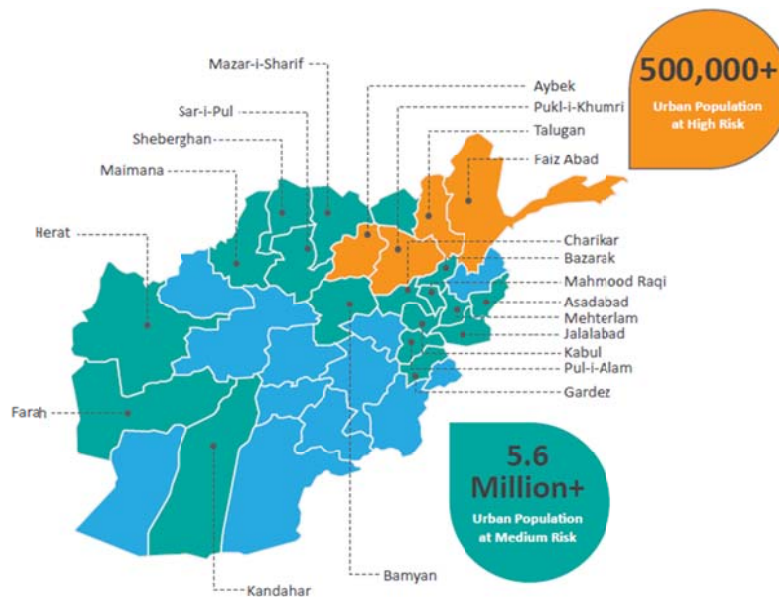 Mazar-i-Sharif
Sar-i-Pul
Sheberghan
Maimana
Herat
Farah
Kandahar
Bamyan
Aybek
Pukl-i-Khumri
Talugan
Faiz Abad
Charikar
Bazarak
Mahmood Raqi
Asadabad
Mehterlam
Jalalabad
Kabul
Pul-i-Alam
Gardez
500,000+
Urban Population
at High Risk
5.6
Million+
Urban Population
at Medium Risk